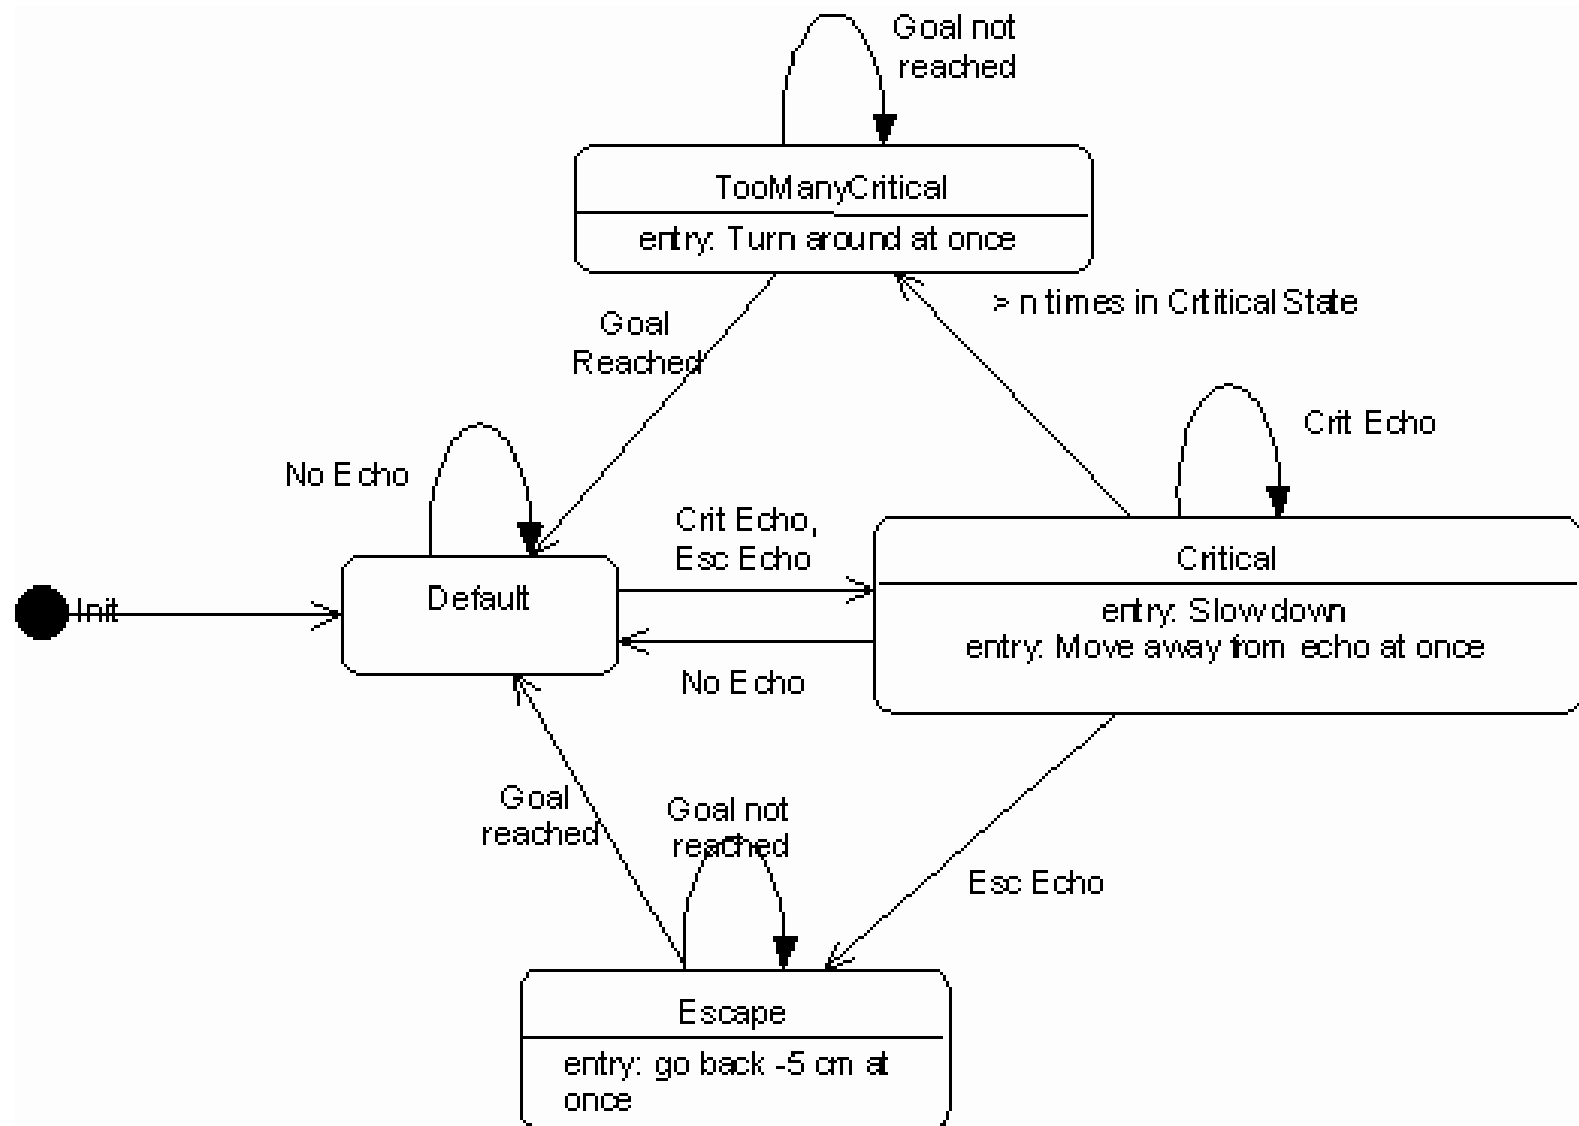 Goal not
reached
TooManyCritical
entry: Turn around at once
> n times in Crtitical State
Goal
Reached
Crit Echo
No Echo
Crit Echo,
Esc Echo
Critical
Default
Init
entry: Slow down
entry: Move away from echo at once
No Echo
Goal
reached
Goal not
reached
Esc Echo
Escape
entry: go back -5 cm at
once